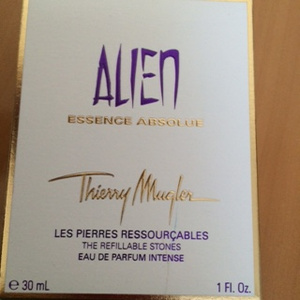 ALIEN
ESSENCE ABSOLUE
Thierry Mugler
LES PIERRES RESSOURÇABLES
THE REFILLABLE STONES
EAU DE PARFUM INTENSE
℮ 30 ml 1 Fl. Oz.